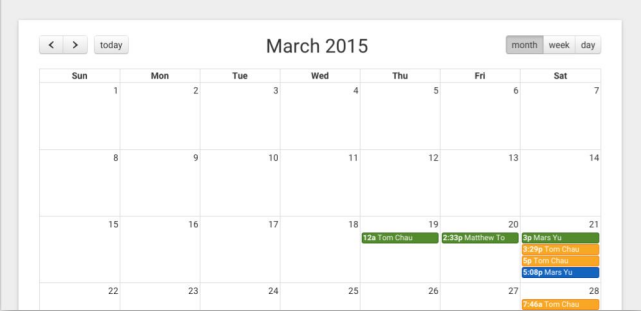 today
March 2015
month week day
Sun Mon Tue Wed Thu Fri Sat
1 2 3 4 5 6 7
8 9 10 11 12 13 14
15 16 17 18 19 20 21
12a Tom Chau 2:33p Matthew To 3p Mars Yu
3:29p Tom Chau
5p Tom Chau
5:08p Mars Yu
22 23 24 25 26 27 28
7:46a Tom Chau